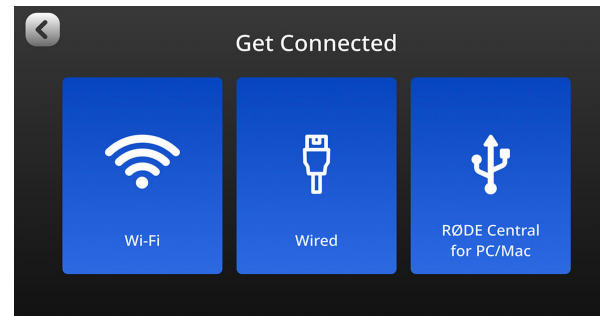 Get Connected
Wi-Fi
Wired
RØDE Central
for PC/Mac